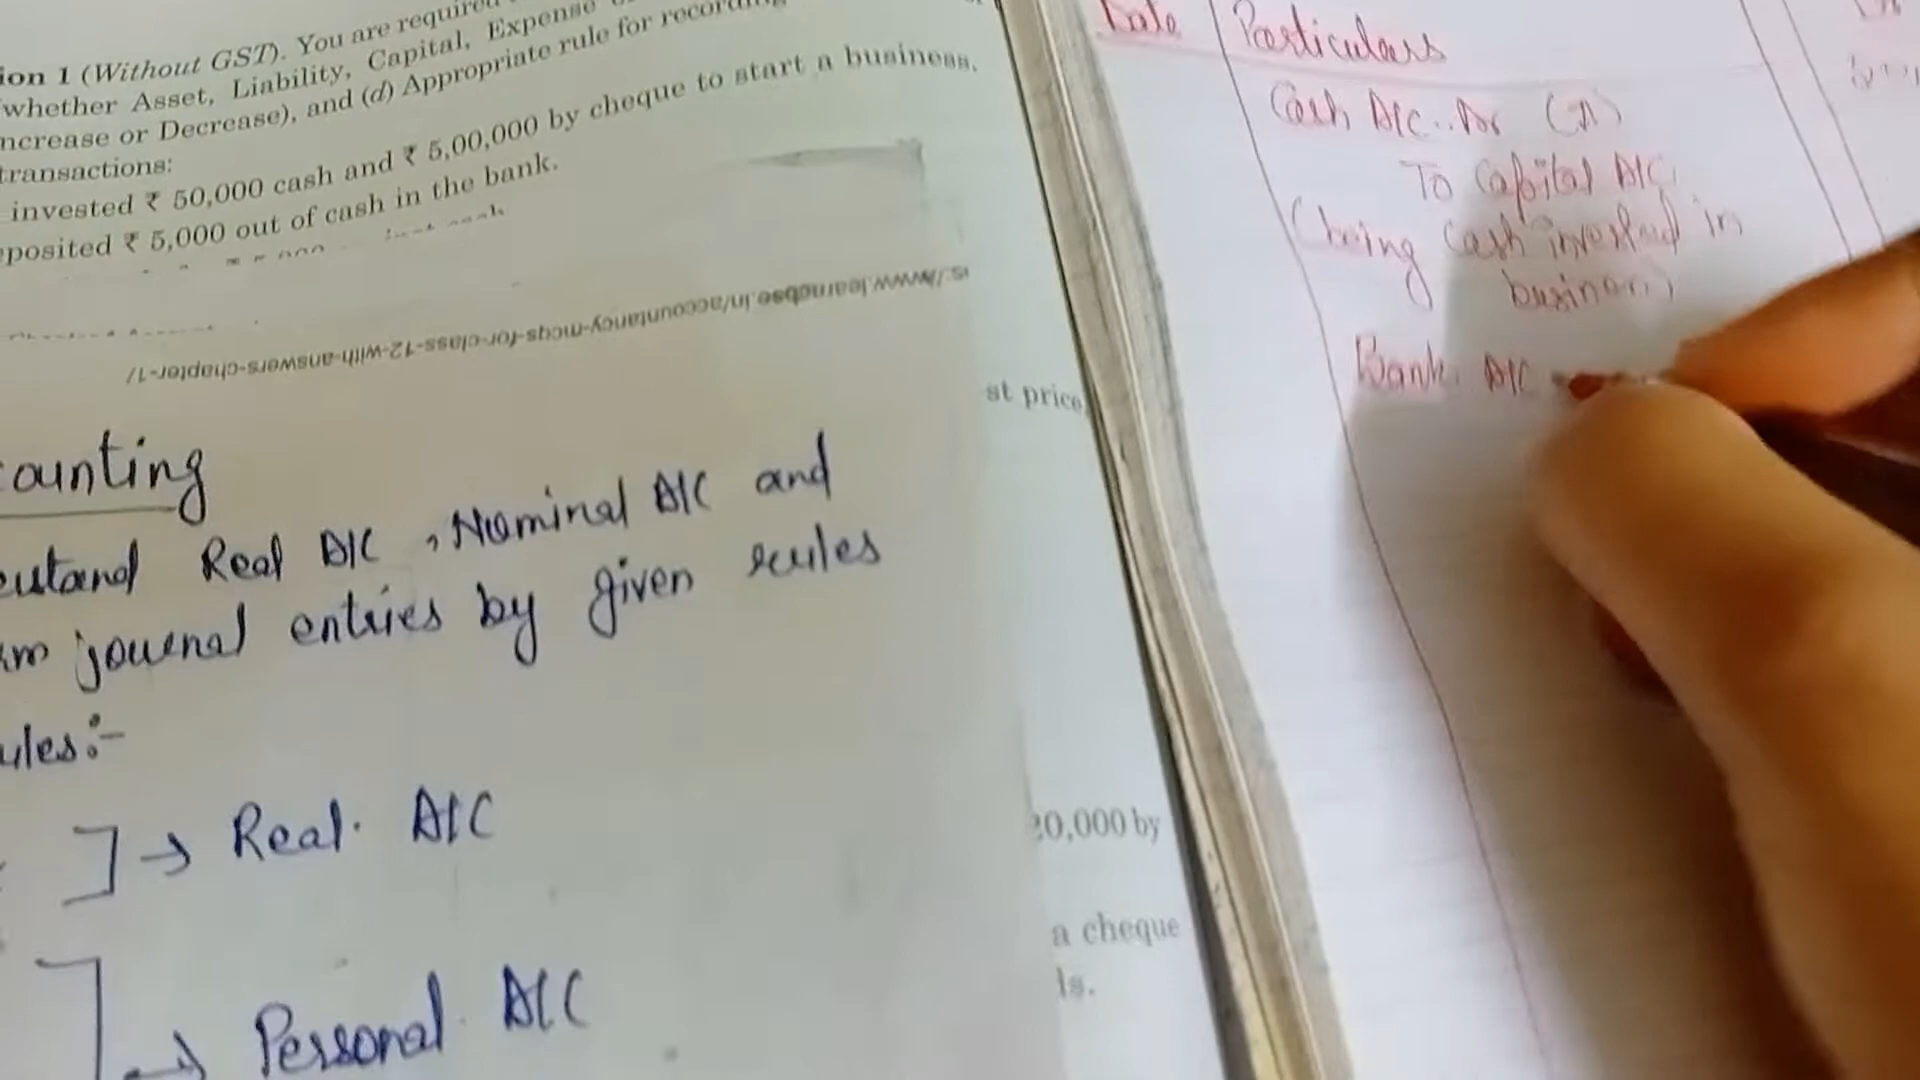 ion 1 (Without GST). You are required
whether Asset, Liability, Capital, Expense
ncrease or Decrease), and (d) Appropriate rule for recording
transactions:
invested ₹ 50,000 cash and ₹ 5,00,000 by cheque to start a business.
posited ₹ 5,000 out of cash in the bank.
is://www.learncbse.in/accountancy-mcqs-for-class-12-with-answers-chapter-1/
counting
Real A/C , Nominal A/C and
journal entries by given rules
ules:-
] → Real. A/C
] → Personal A/C
st price
20,000 by
a cheque
ls.
Date Particulars
Cash A/C.. Dr (A)
To Capital A/C
(being Cash invested in
business)
Bank A/C